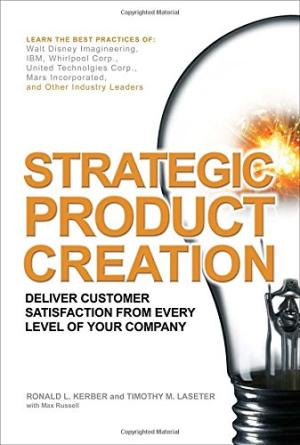 Copyrighted Material
LEARN THE BEST PRACTICES OF:
Walt Disney Imagineering,
IBM, Whirlpool Corp.,
United Technolgies Corp.,
Mars Incorporated,
and Other Industry Leaders
STRATEGIC
PRODUCT
CREATION
DELIVER CUSTOMER
SATISFACTION FROM EVERY
LEVEL OF YOUR COMPANY
RONALD L. KERBER and TIMOTHY M. LASETER
with Max Russell
Copyrighted Material